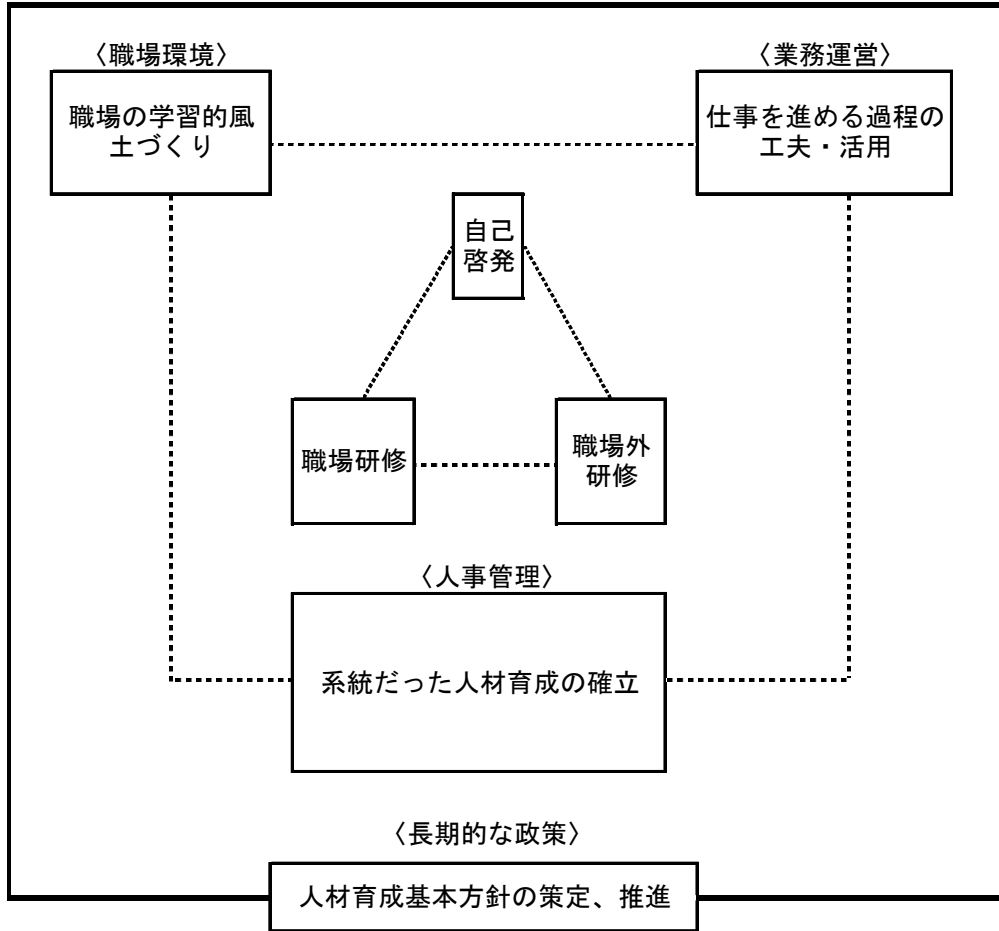 〈職場環境〉
〈業務運営〉
職場の学習的風
土づくり
仕事を進める過程の
工夫・活用
自己
啓発
職場研修
職場外
研修
〈人事管理〉
系統だった人材育成の確立
〈長期的な政策〉
人材育成基本方針の策定、推進